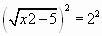 (√x2−5)² = 2²